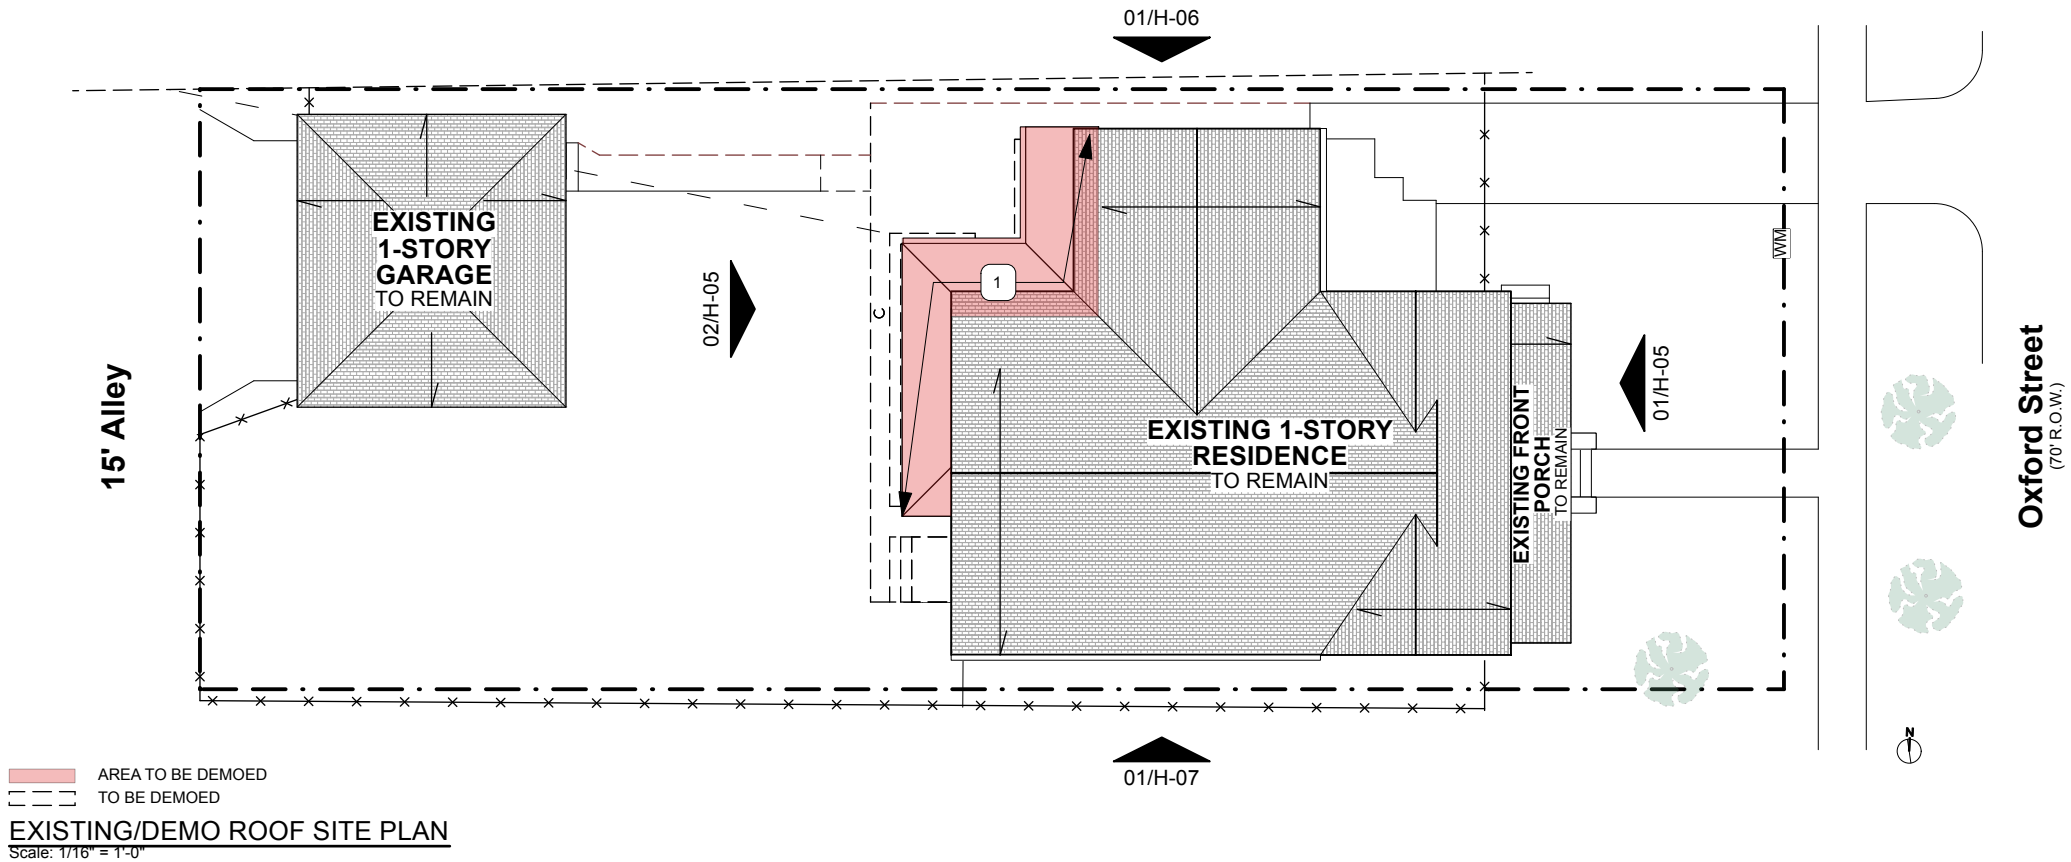 01/H-06
EXISTING
1-STORY
GARAGE
TO REMAIN
02/H-05
C
1
WM
15' Alley
EXISTING 1-STORY
RESIDENCE
TO REMAIN
EXISTING FRONT
PORCH
TO REMAIN
01/H-05
Oxford Street
(70' R.O.W.)
N
01/H-07
AREA TO BE DEMOED
TO BE DEMOED
EXISTING/DEMO ROOF SITE PLAN
Scale: 1/16" = 1'-0"